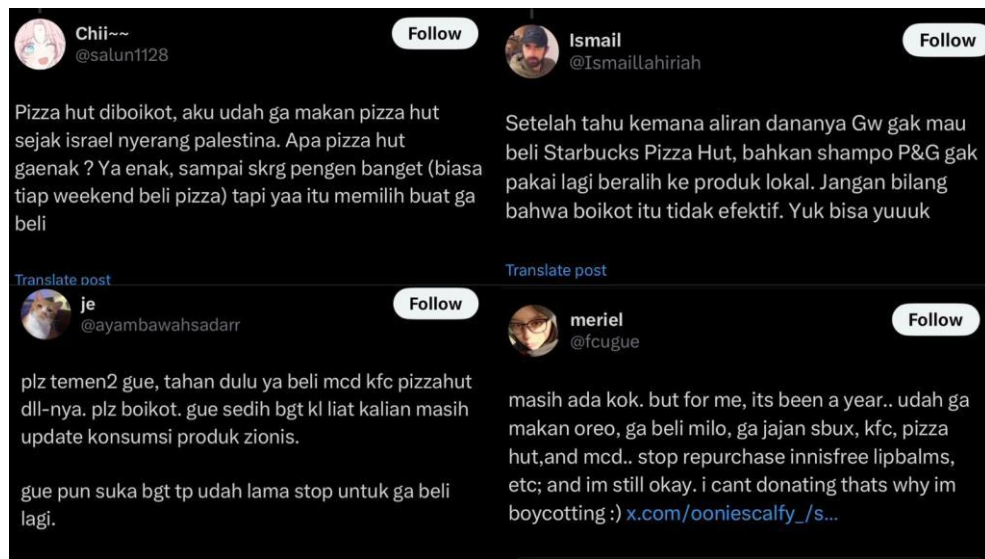 Chii~~
@salun1128
Follow
Pizza hut diboikot, aku udah ga makan pizza hut
sejak israel nyerang palestina. Apa pizza hut
gaenak ? Ya enak, sampai skrg pengen banget (biasa
tiap weekend beli pizza) tapi yaa itu memilih buat ga
beli
Translate post
Ismail
@Ismaillahiriah
Follow
Setelah tahu kemana aliran dananya Gw gak mau
beli Starbucks Pizza Hut, bahkan shampo P&G gak
pakai lagi beralih ke produk lokal. Jangan bilang
bahwa boikot itu tidak efektif. Yuk bisa yuuuk
Translate post
je
@ayambawahsadarr
Follow
plz temen2 gue, tahan dulu ya beli mcd kfc pizzahut
dll-nya. plz boikot. gue sedih bgt kl liat kalian masih
update konsumsi produk zionis.
gue pun suka bgt tp udah lama stop untuk ga beli
lagi.
meriel
@fcugue
Follow
masih ada kok. but for me, its been a year.. udah ga
makan oreo, ga beli milo, ga jajan sbux, kfc, pizza
hut,and mcd.. stop repurchase innisfree lipbalms,
etc; and im still okay. i cant donating thats why im
boycotting :) x.com/ooniescalfy_/s...